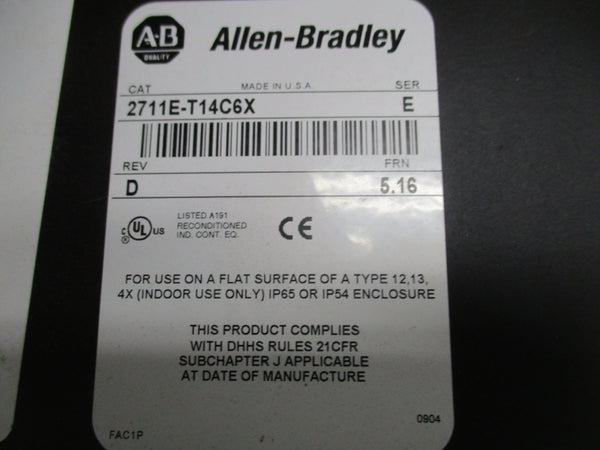 A·B Allen-Bradley
QUALITY
CAT MADE IN U.S.A. SER
2711E-T14C6X E
REV FRN
D 5.16
LISTED A191
C UL US RECONDITIONED CE
®
IND. CONT. EQ.
FOR USE ON A FLAT SURFACE OF A TYPE 12,13,
4X (INDOOR USE ONLY) IP65 OR IP54 ENCLOSURE
THIS PRODUCT COMPLIES
WITH DHHS RULES 21CFR
SUBCHAPTER J APPLICABLE
AT DATE OF MANUFACTURE
FAC1P 0904